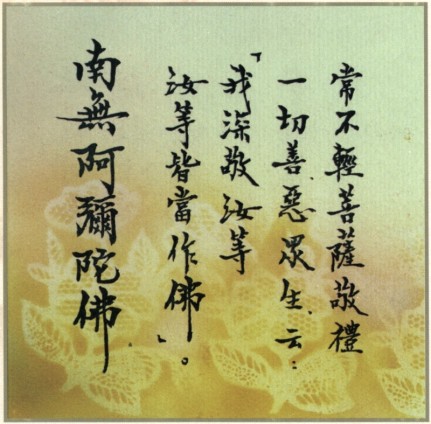 常不輕菩薩敬禮
一切善、惡眾生、云：
「我深敬汝等
汝等皆當作佛」。
南無阿彌陀佛